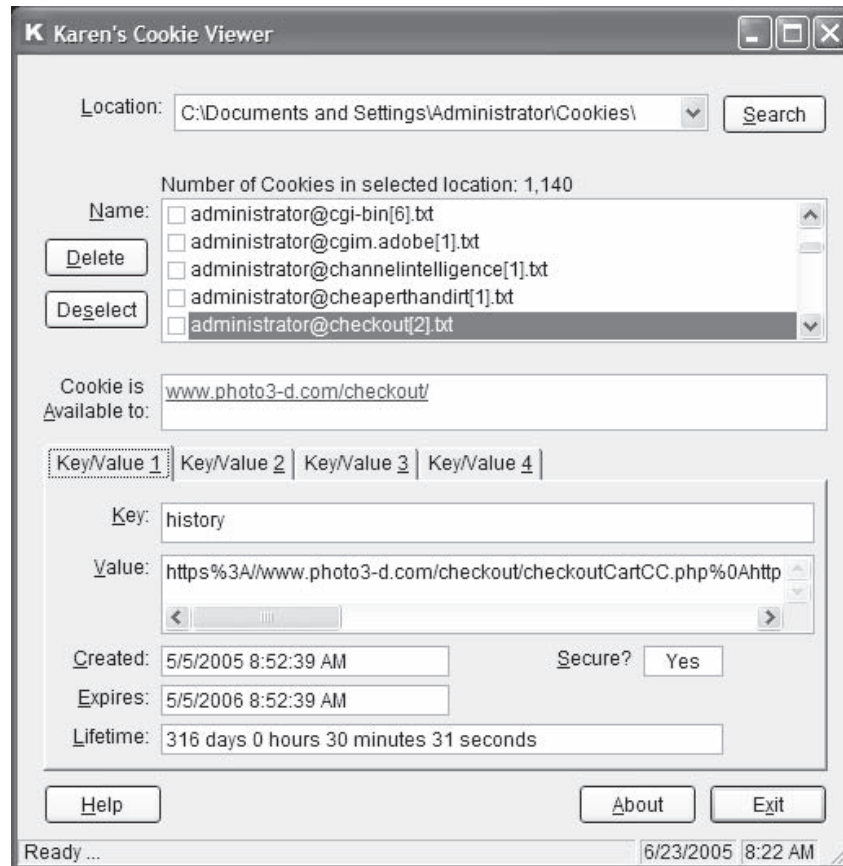 K Karen's Cookie Viewer
Location: C:\Documents and Settings\Administrator\Cookies\ Search
Number of Cookies in selected location: 1,140
Name:
administrator@cgi-bin[6].txt
administrator@cgim.adobe[1].txt
administrator@channelintelligence[1].txt
administrator@cheaperthandirt[1].txt
administrator@checkout[2].txt
Delete
Deselect
Cookie is
Available to:
www.photo3-d.com/checkout/
Key/Value 1 Key/Value 2 Key/Value 3 Key/Value 4
Key: history
Value: https%3A//www.photo3-d.com/checkout/checkoutCartCC.php%0Ahttp
Created: 5/5/2005 8:52:39 AM Secure? Yes
Expires: 5/5/2006 8:52:39 AM
Lifetime: 316 days 0 hours 30 minutes 31 seconds
Help About Exit
Ready ... 6/23/2005 8:22 AM